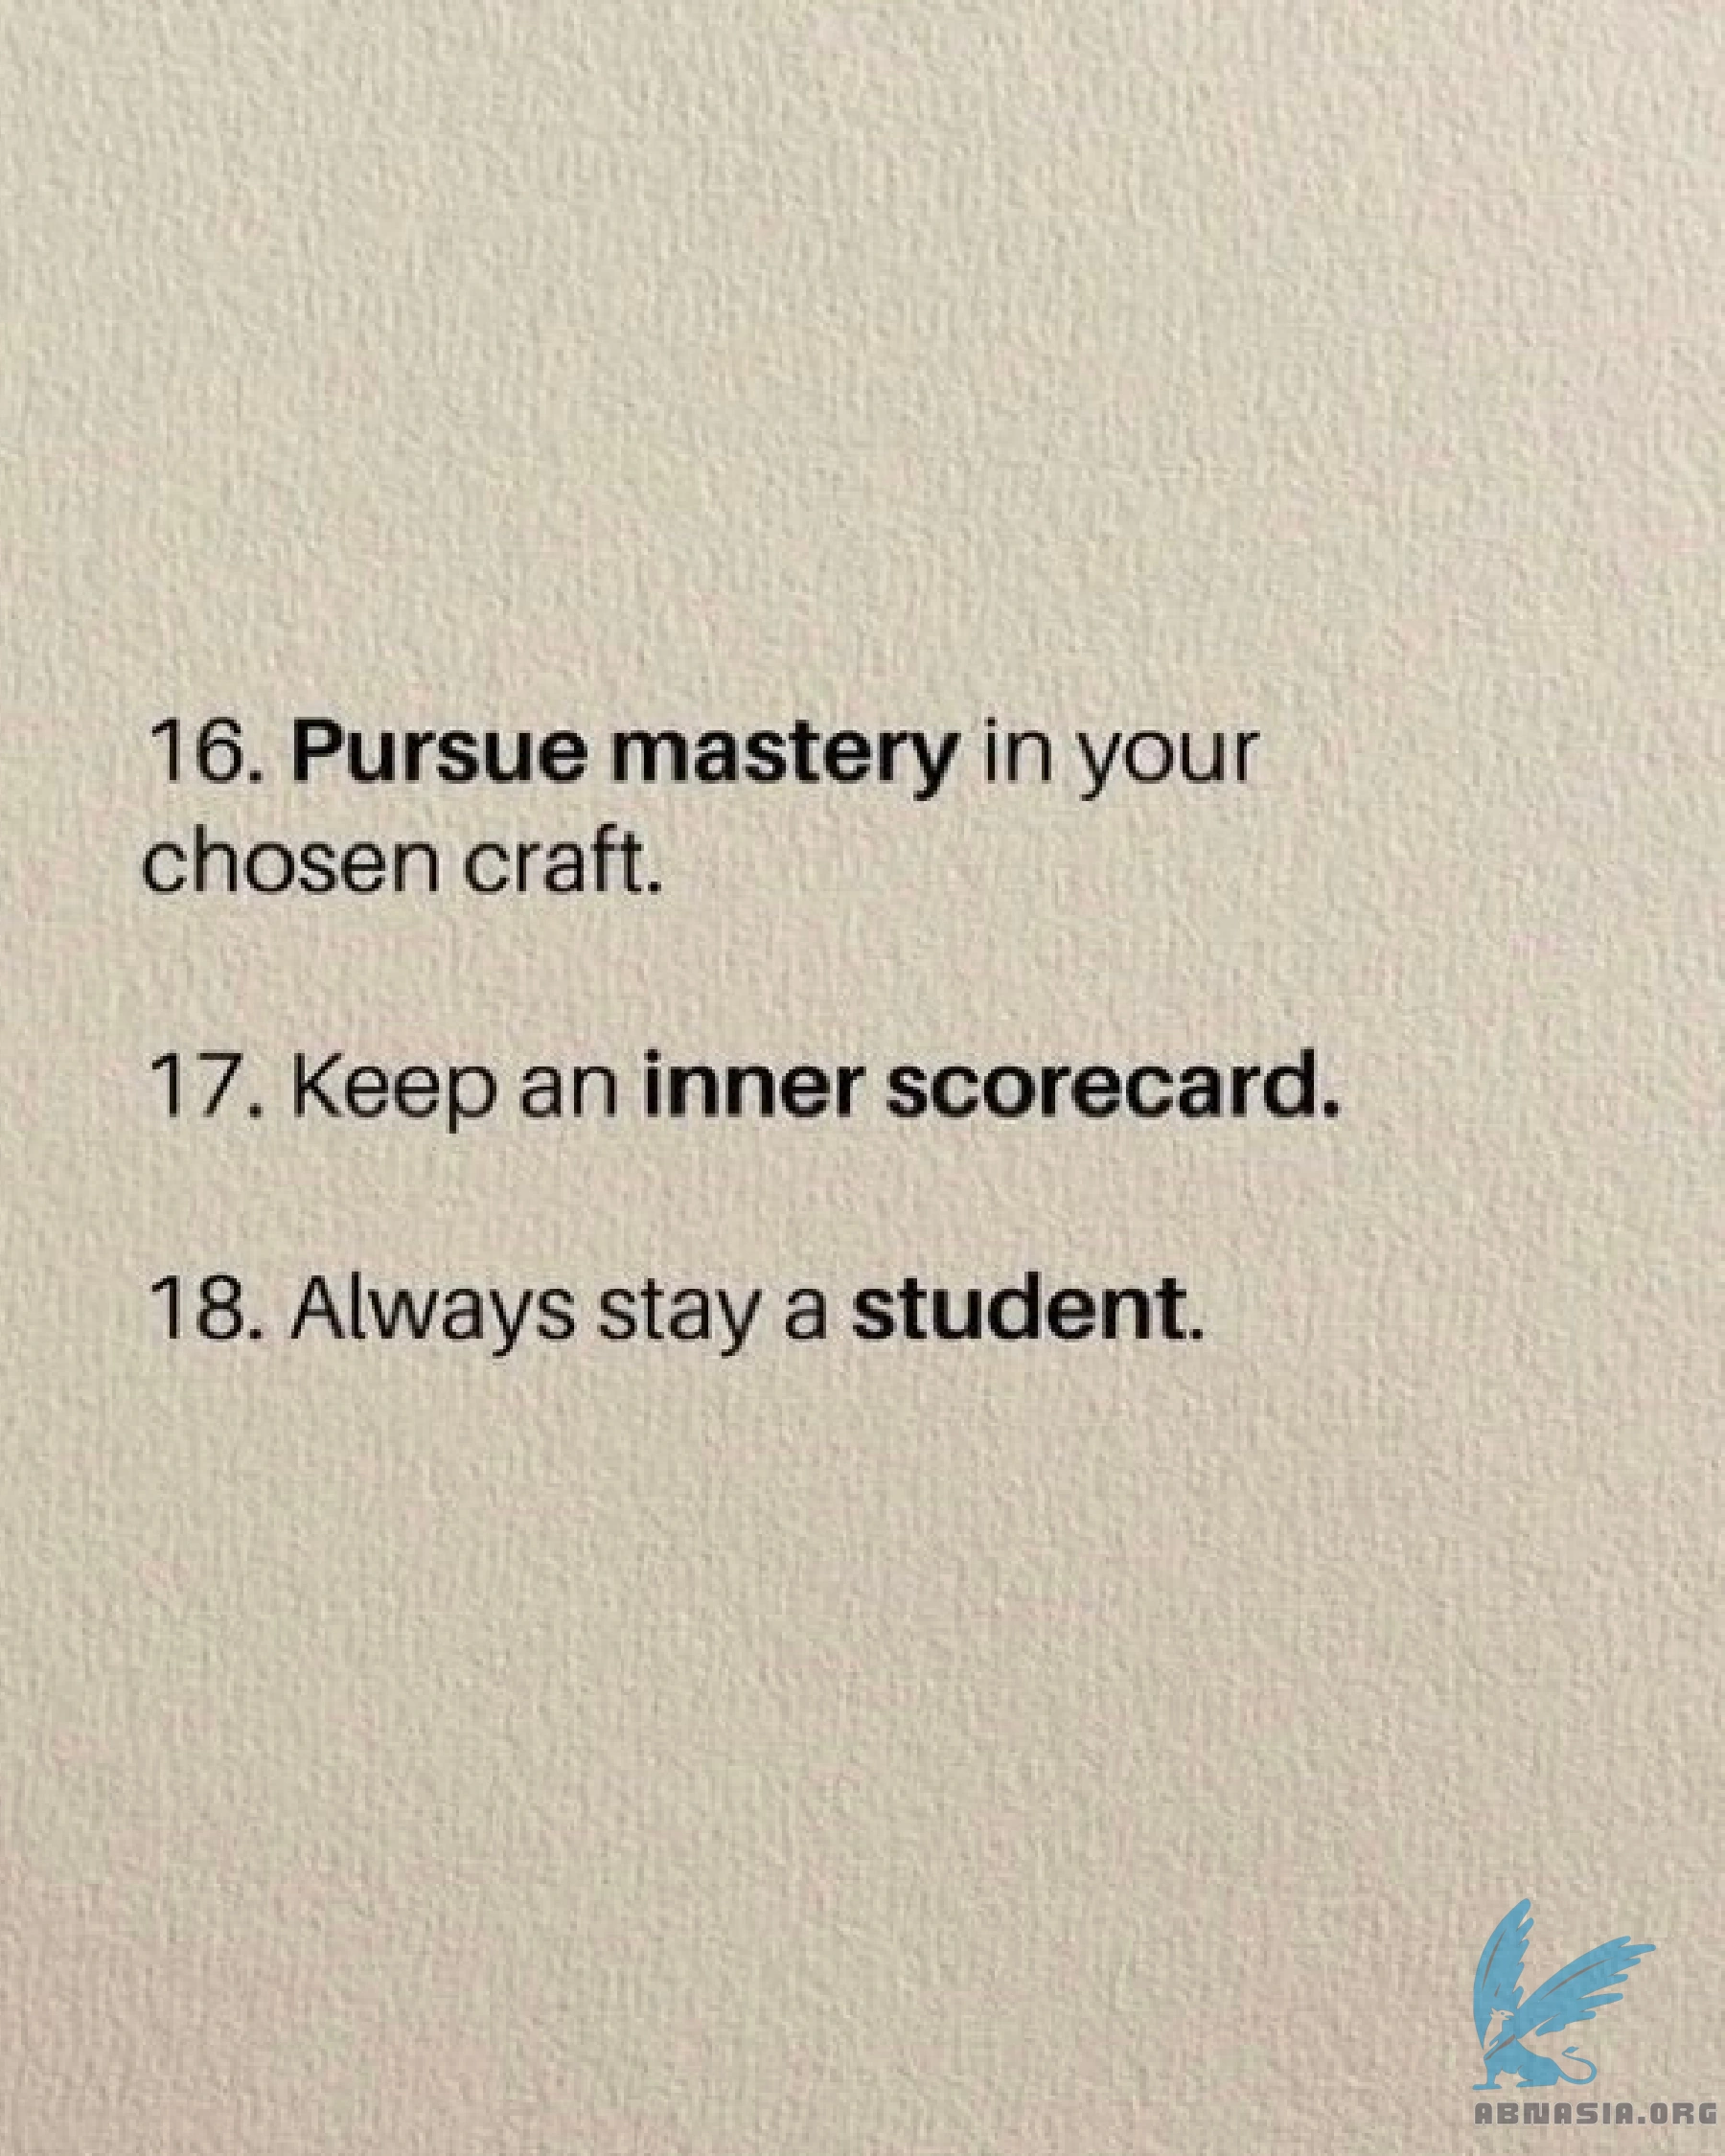 16. Pursue mastery in your
chosen craft.
17. Keep an inner scorecard.
18. Always stay a student.
ABNASIA.ORG